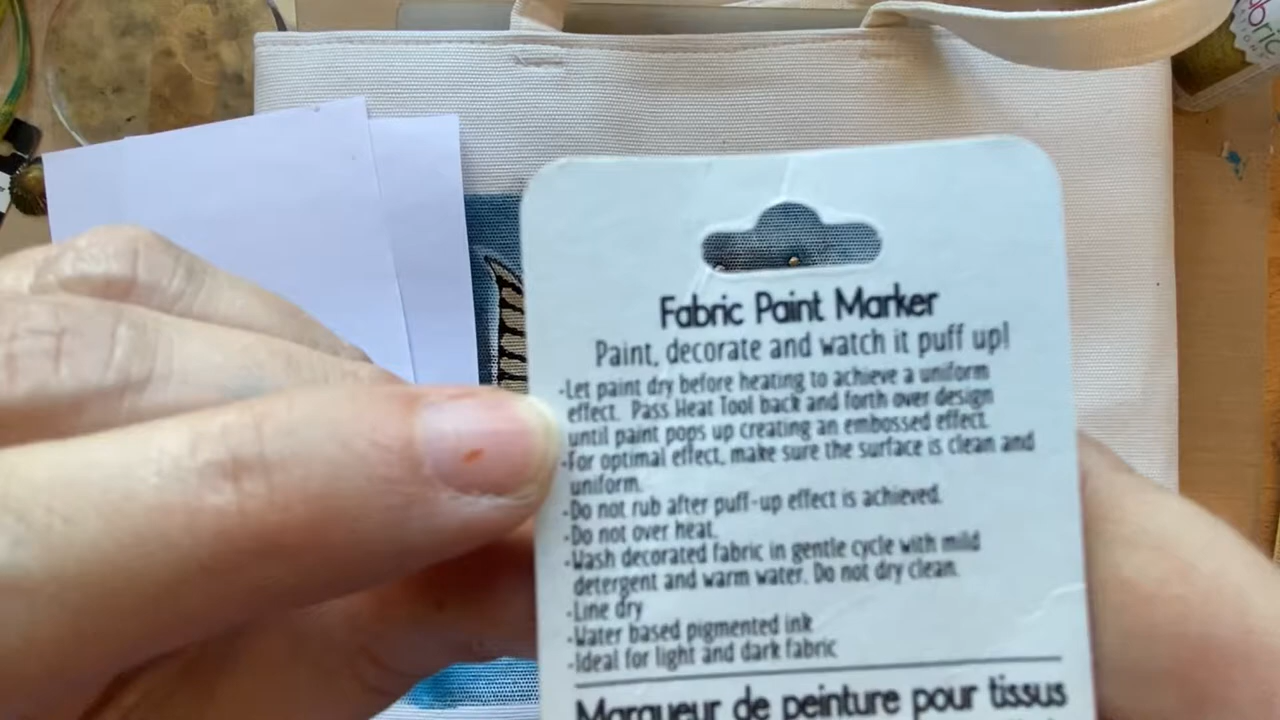 Fabric Paint Marker
Paint, decorate and watch it puff up!
-Let paint dry before heating to achieve a uniform
effect. Pass Heat Tool back and forth over design
until paint pops up creating an embossed effect.
-For optimal effect, make sure the surface is clean and
uniform.
-Do not rub after puff-up effect is achieved.
-Do not over heat.
-Wash decorated fabric in gentle cycle with mild
detergent and warm water. Do not dry clean.
-Line dry
-Water based pigmented ink
-Ideal for light and dark fabric
Marqueur de peinture pour tissus